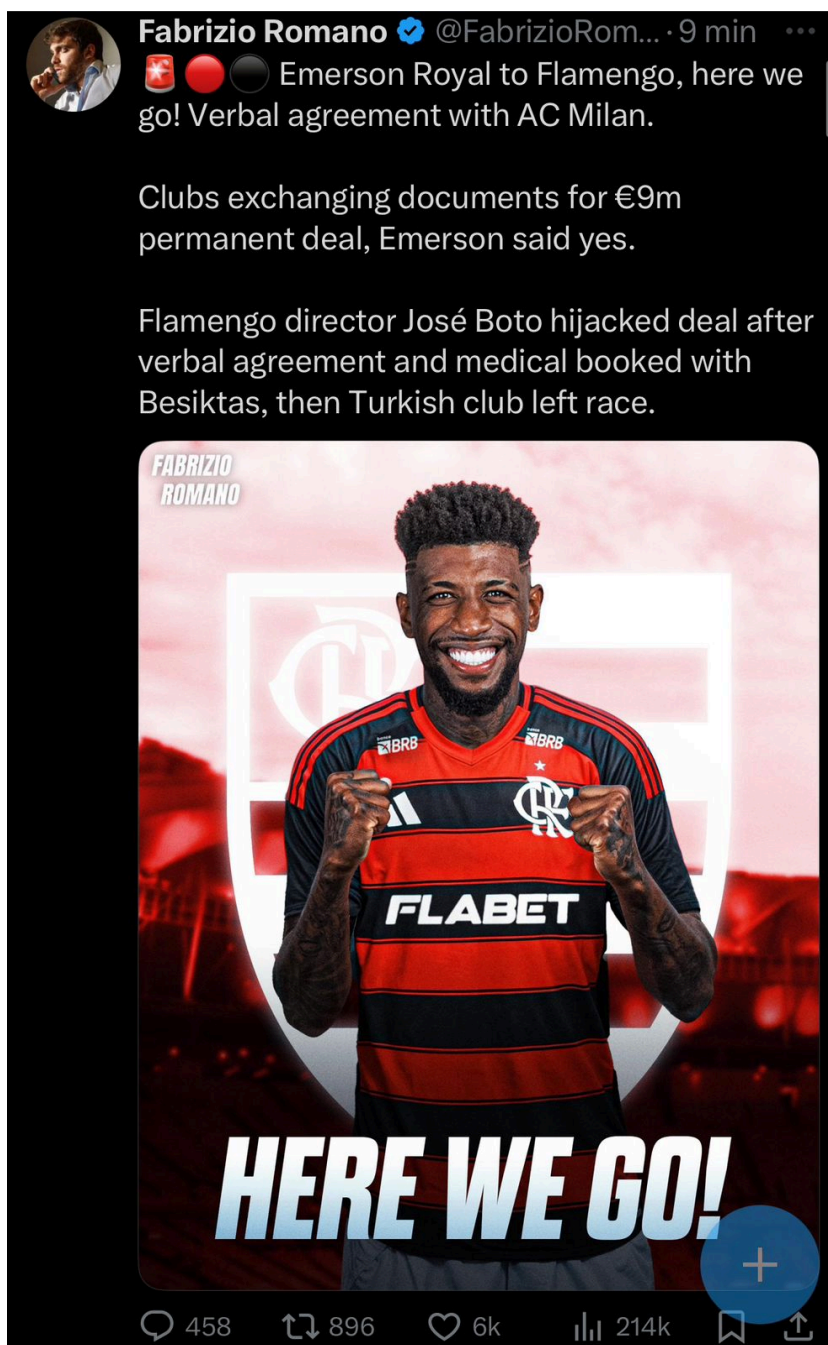 Fabrizio Romano @FabrizioRom... · 9 min
🚨🔴⚫ Emerson Royal to Flamengo, here we
go! Verbal agreement with AC Milan.
Clubs exchanging documents for €9m
permanent deal, Emerson said yes.
Flamengo director José Boto hijacked deal after
verbal agreement and medical booked with
Besiktas, then Turkish club left race.
FABRIZIO
ROMANO
BRB
BRB
FLABET
HERE WE GO!
458 896 6k 214k